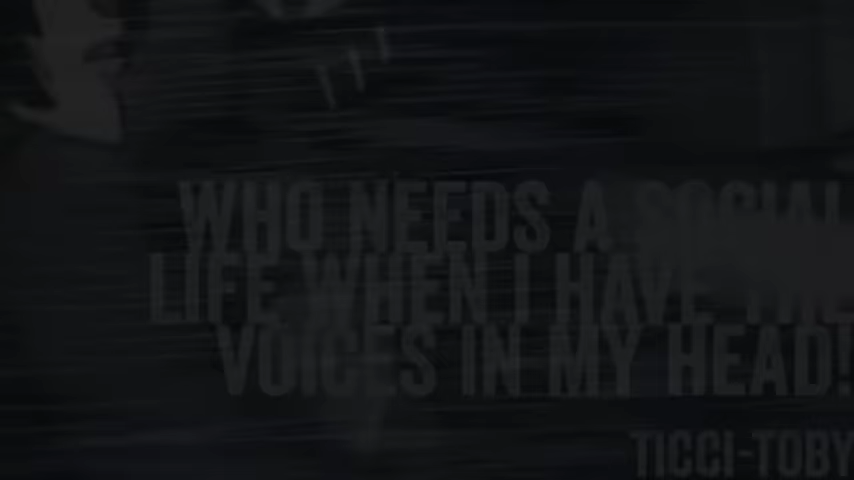 WHO NEEDS A SOCIAL
LIFE WHEN I HAVE THE
VOICES IN MY HEAD!
TICCI-TOBY